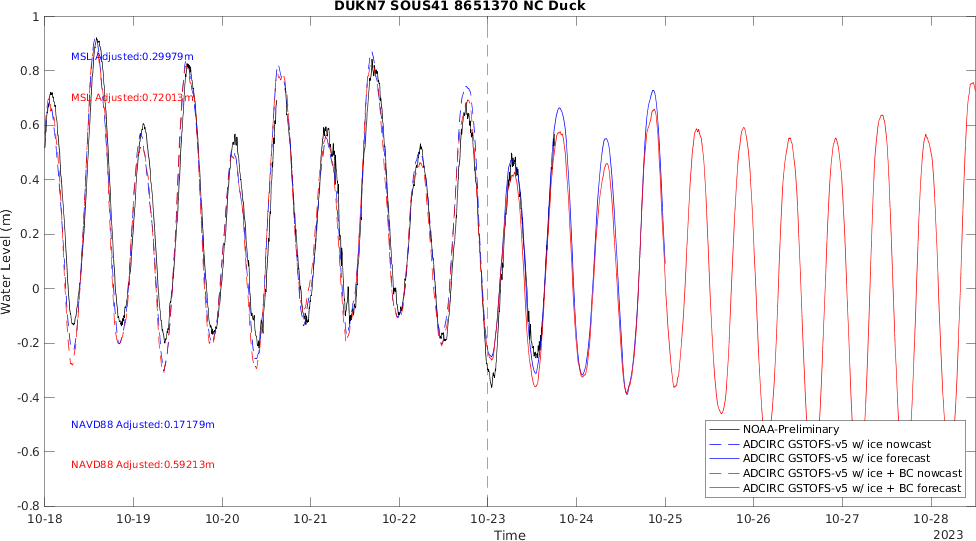 DUKN7 SOUS41 8651370 NC Duck
1
0.8
0.6
0.4
0.2
0
-0.2
-0.4
-0.6
-0.8
Water Level (m)
MSL Adjusted:0.29979m
MSL Adjusted:0.72013m
NAVD88 Adjusted:0.17179m
NAVD88 Adjusted:0.59213m
NOAA-Preliminary
ADCIRC GSTOFS-v5 w/ ice nowcast
ADCIRC GSTOFS-v5 w/ ice forecast
ADCIRC GSTOFS-v5 w/ ice + BC nowcast
ADCIRC GSTOFS-v5 w/ ice + BC forecast
10-18 10-19 10-20 10-21 10-22 10-23 10-24 10-25 10-26 10-27 10-28
Time
2023